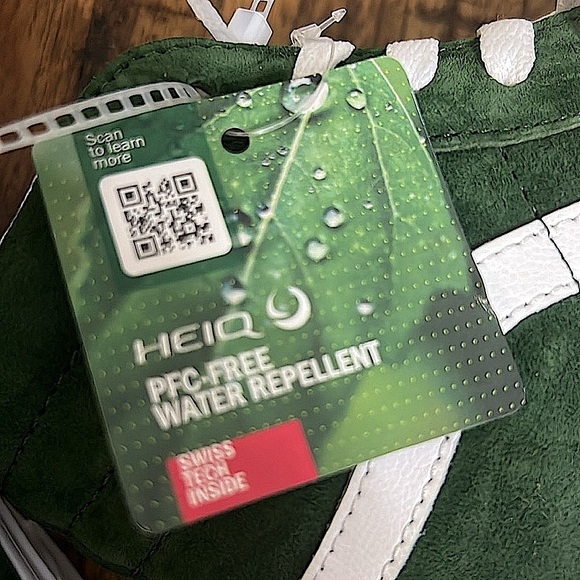 Scan
to learn
more
HEIQ
PFC-FREE
WATER REPELLENT
SWISS
TECH
INSIDE